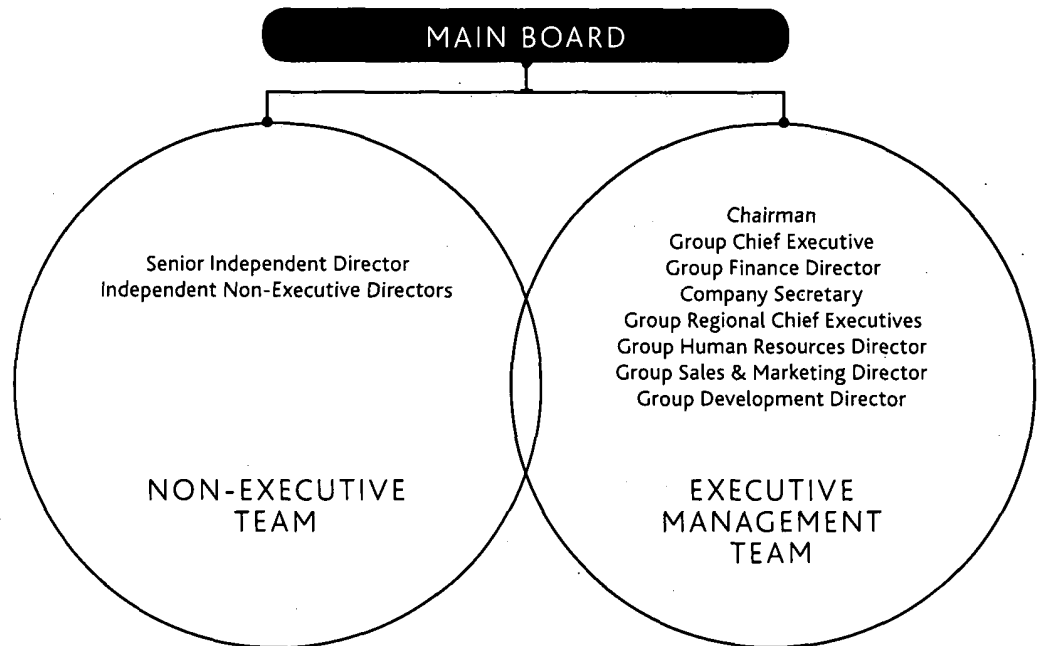 MAIN BOARD
Senior Independent Director
Independent Non-Executive Directors
NON-EXECUTIVE
TEAM
Chairman
Group Chief Executive
Group Finance Director
Company Secretary
Group Regional Chief Executives
Group Human Resources Director
Group Sales & Marketing Director
Group Development Director
EXECUTIVE
MANAGEMENT
TEAM